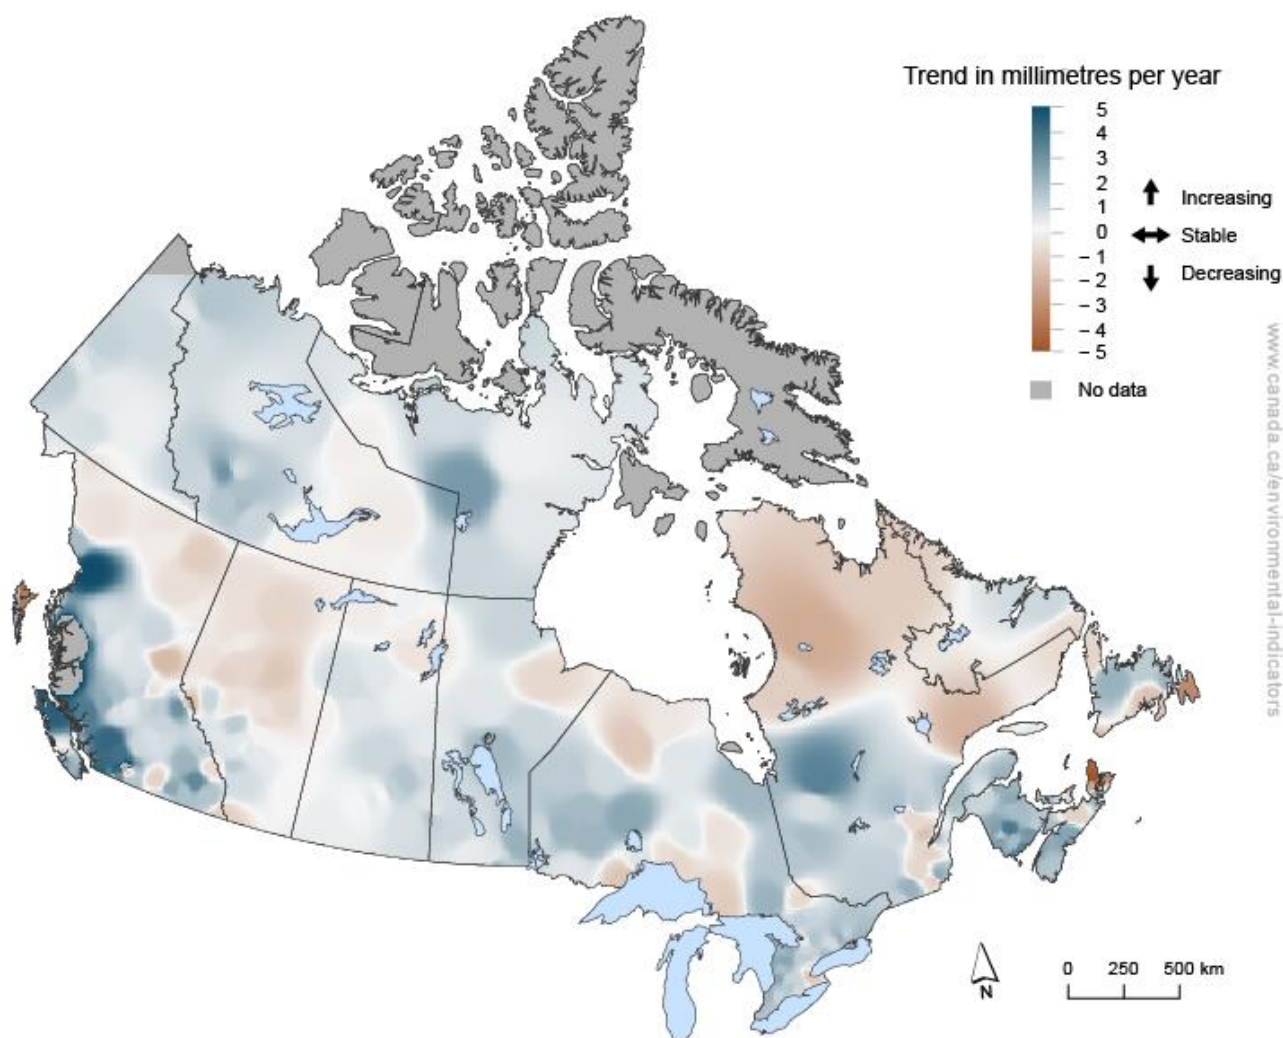 Trend in millimetres per year
5
4
3
2
1
0
− 1
− 2
− 3
− 4
− 5
Increasing
Stable
Decreasing
No data
www.canada.ca/environmental-indicators
N
0 250 500 km